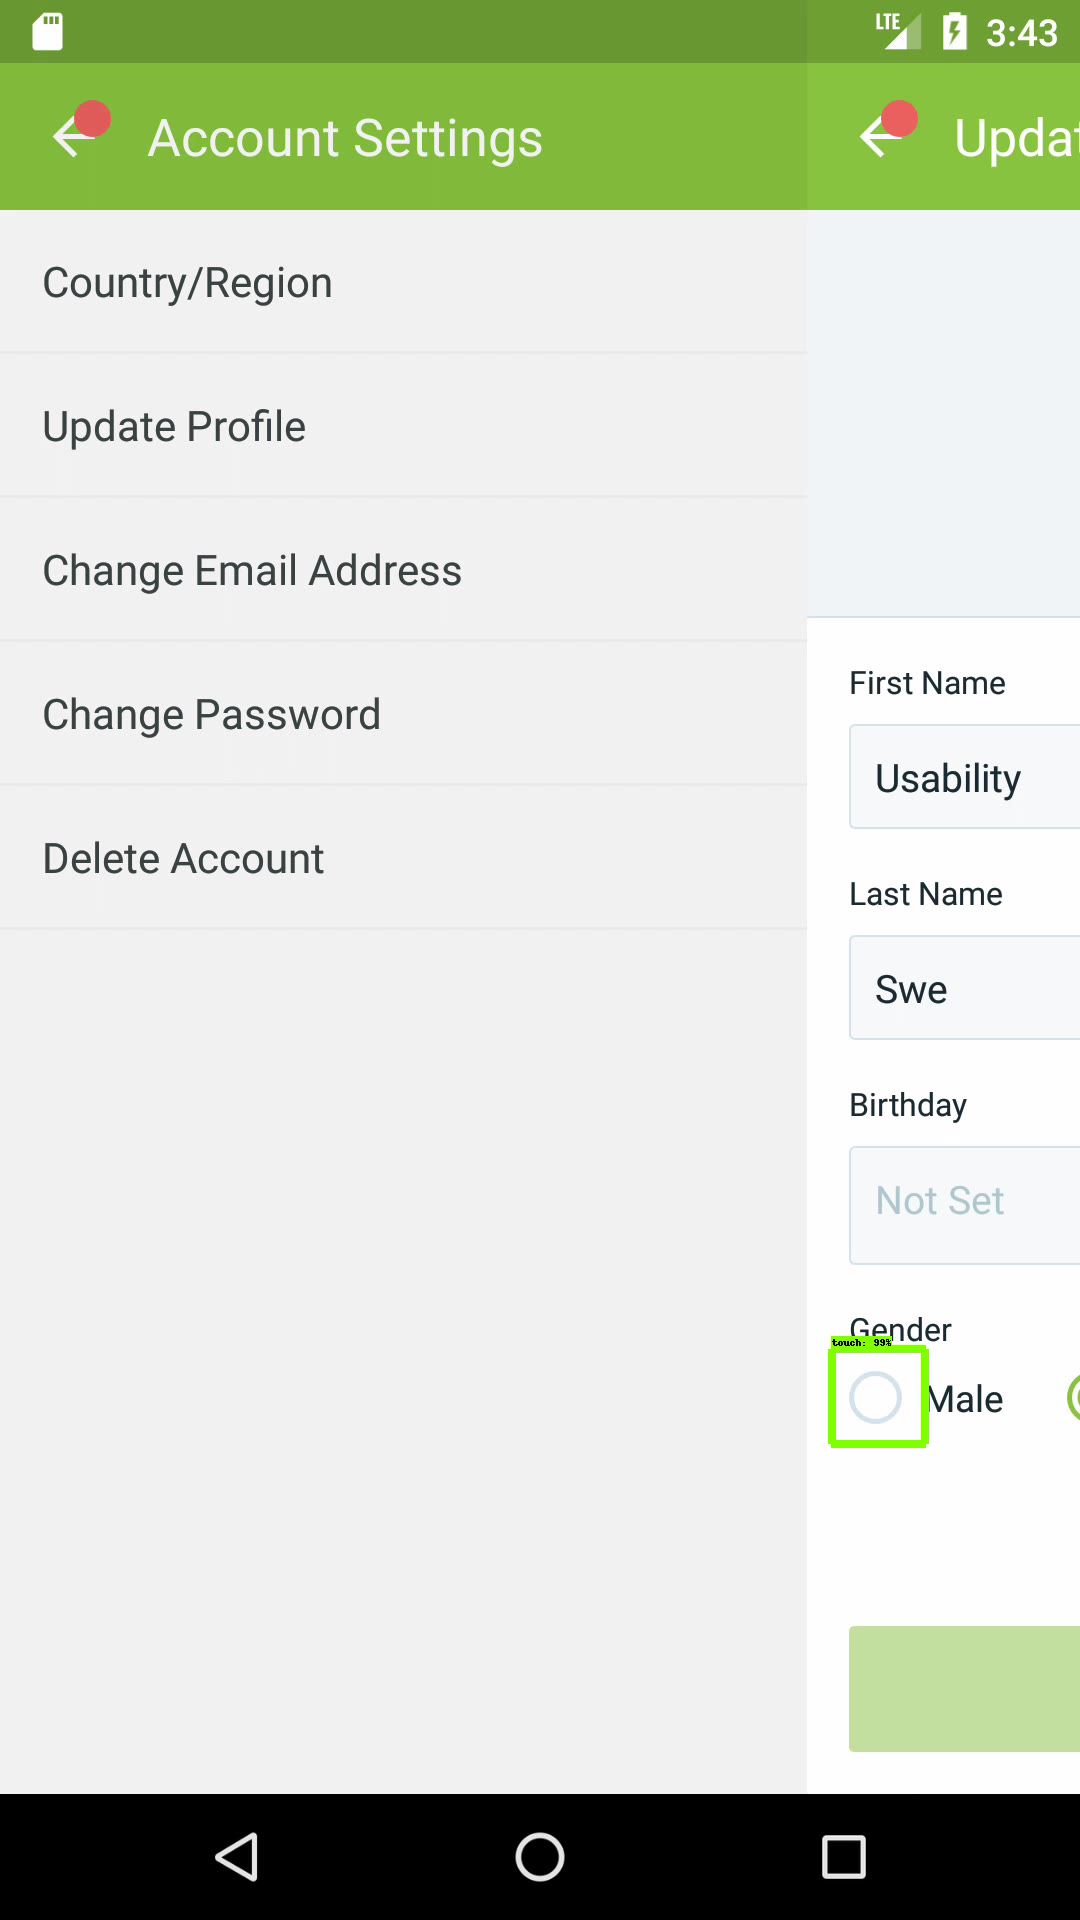 LTE 3:43
Account Settings
Updat
Country/Region
Update Profile
Change Email Address
Change Password
Delete Account
First Name
Usability
Last Name
Swe
Birthday
Not Set
Gender
touch: 99%
Male